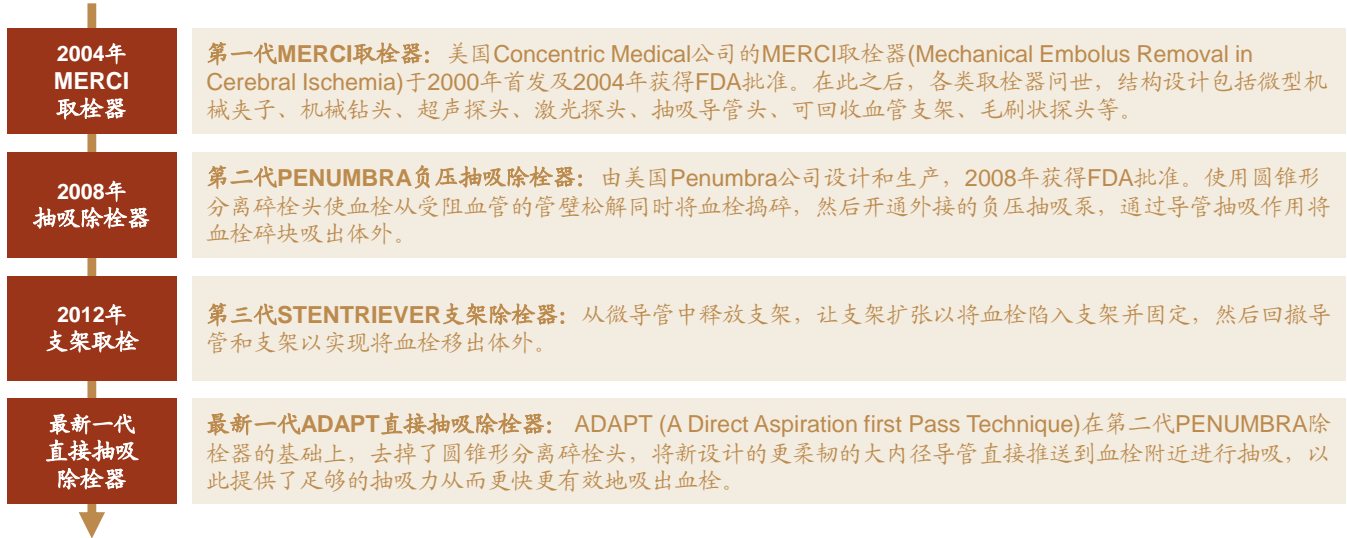 2004年
MERCI
取栓器
第一代MERCI取栓器：美国Concentric Medical公司的MERCI取栓器(Mechanical Embolus Removal in
Cerebral Ischemia)于2000年首发及2004年获得FDA批准。在此之后，各类取栓器问世，结构设计包括微型机
械夹子、机械钻头、超声探头、激光探头、抽吸导管头、可回收血管支架、毛刷状探头等。
2008年
抽吸除栓器
第二代PENUMBRA负压抽吸除栓器：由美国Penumbra公司设计和生产，2008年获得FDA批准。使用圆锥形
分离碎栓头使血栓从受阻血管的管壁松解同时将血栓捣碎，然后开通外接的负压抽吸泵，通过导管抽吸作用将
血栓碎块吸出体外。
2012年
支架取栓
第三代STENTRIEVER支架除栓器：从微导管中释放支架，让支架扩张以将血栓陷入支架并固定，然后回撤导
管和支架以实现将血栓移出体外。
最新一代
直接抽吸
除栓器
最新一代ADAPT直接抽吸除栓器： ADAPT (A Direct Aspiration first Pass Technique)在第二代PENUMBRA除
栓器的基础上，去掉了圆锥形分离碎栓头，将新设计的更柔韧的大内径导管直接推送到血栓附近进行抽吸，以
此提供了足够的抽吸力从而更快更有效地吸出血栓。